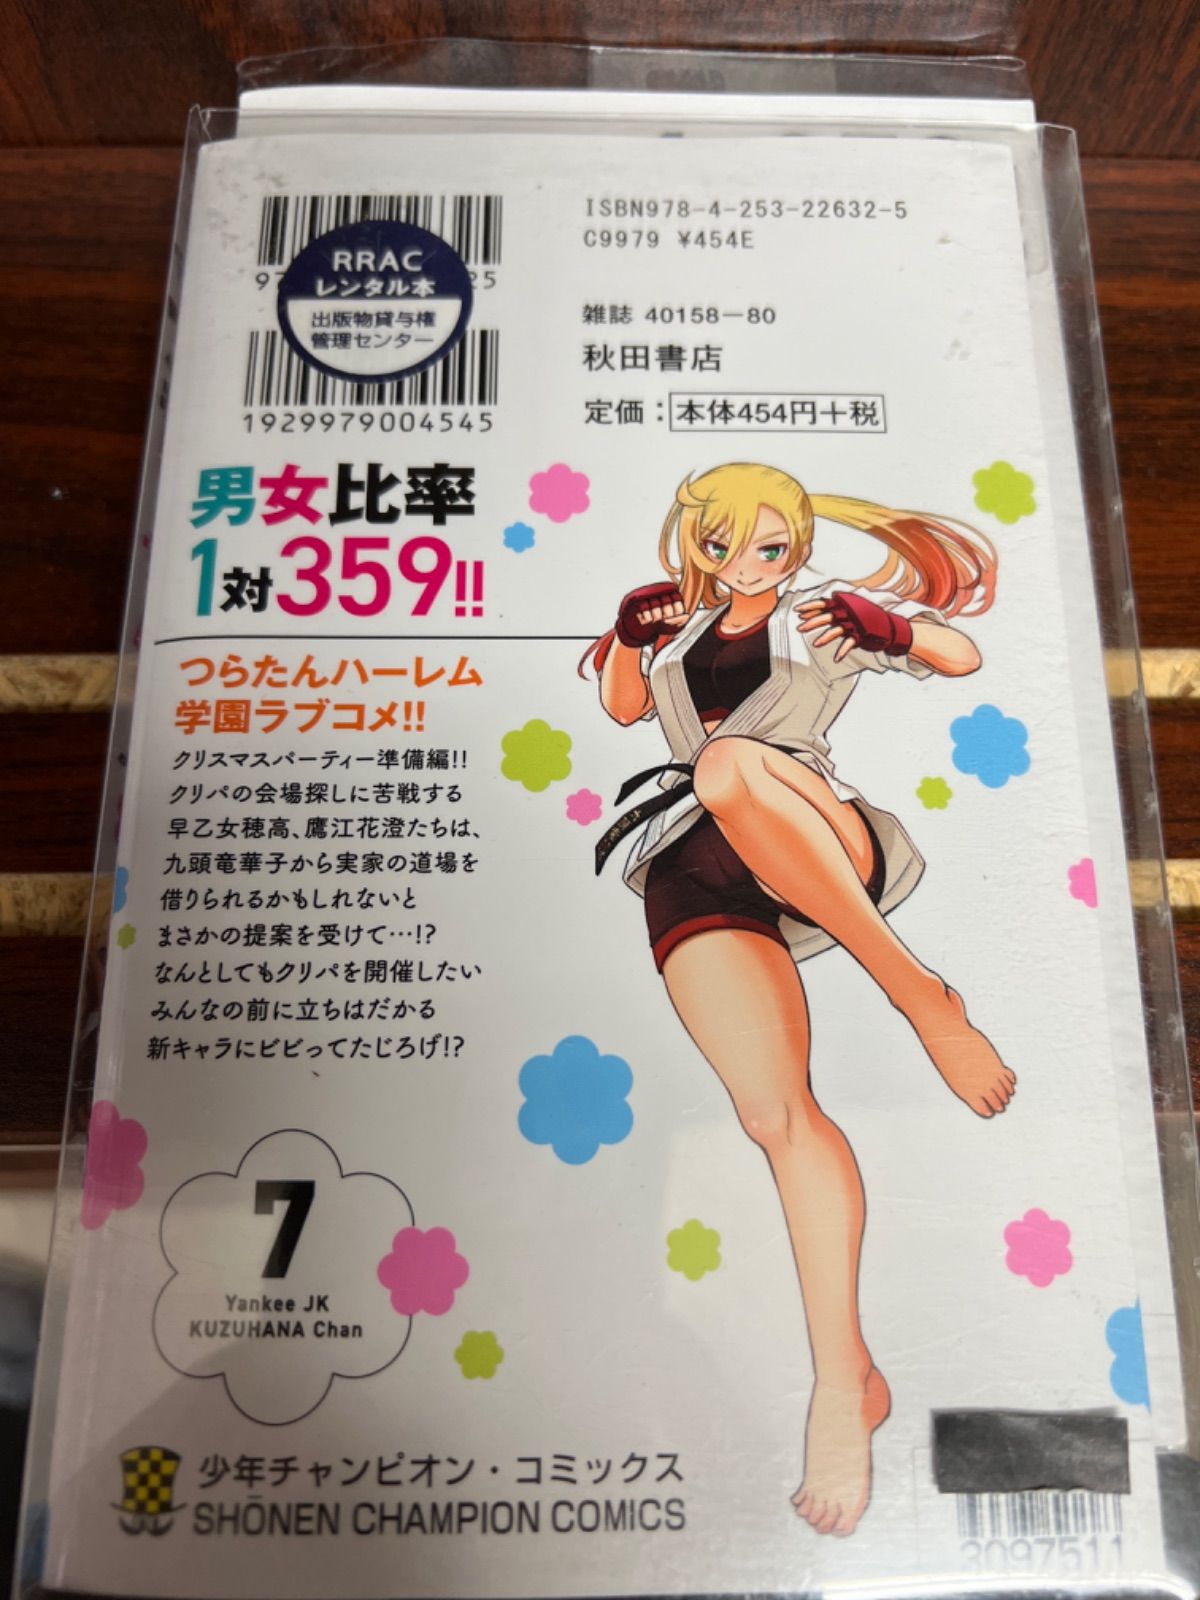 ISBN978-4-253-22632-5
C9979 ¥454E
RRAC
レンタル本
出版物貸与権
管理センター
1929979004545
雑誌 40158-80
秋田書店
定価：本体454円+税
男女比率
1対359!!
つらたんハーレム
学園ラブコメ!!
クリスマスパーティー準備編!!
クリパの会場探しに苦戦する
早乙女穂高、鷹江花澄たちは、
九頭竜華子から実家の道場を
借りられるかもしれないと
まさかの提案を受けて…!?
なんとしてもクリパを開催したい
みんなの前に立ちはだかる
新キャラにビビってたじろげ!?
7
Yankee JK
KUZUHANA Chan
少年チャンピオン・コミックス
SHŌNEN CHAMPION COMiCS
3097511